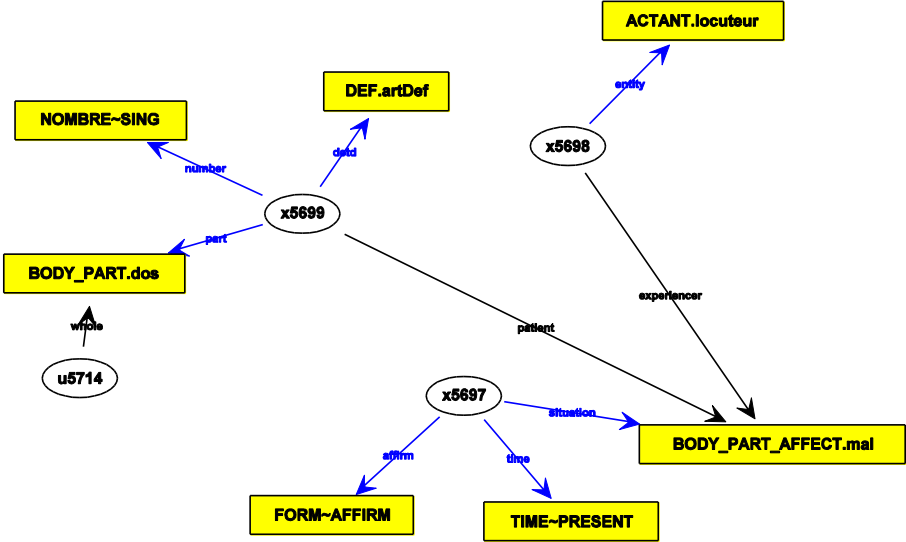 ACTANT.locuteur
entity
DEF.artDef
NOMBRE~SING
detd
x5698
number
x5699
part
BODY_PART.dos
experiencer
whole
patient
u5714
x5697
situation
BODY_PART_AFFECT.mal
affirm
time
FORM~AFFIRM
TIME~PRESENT